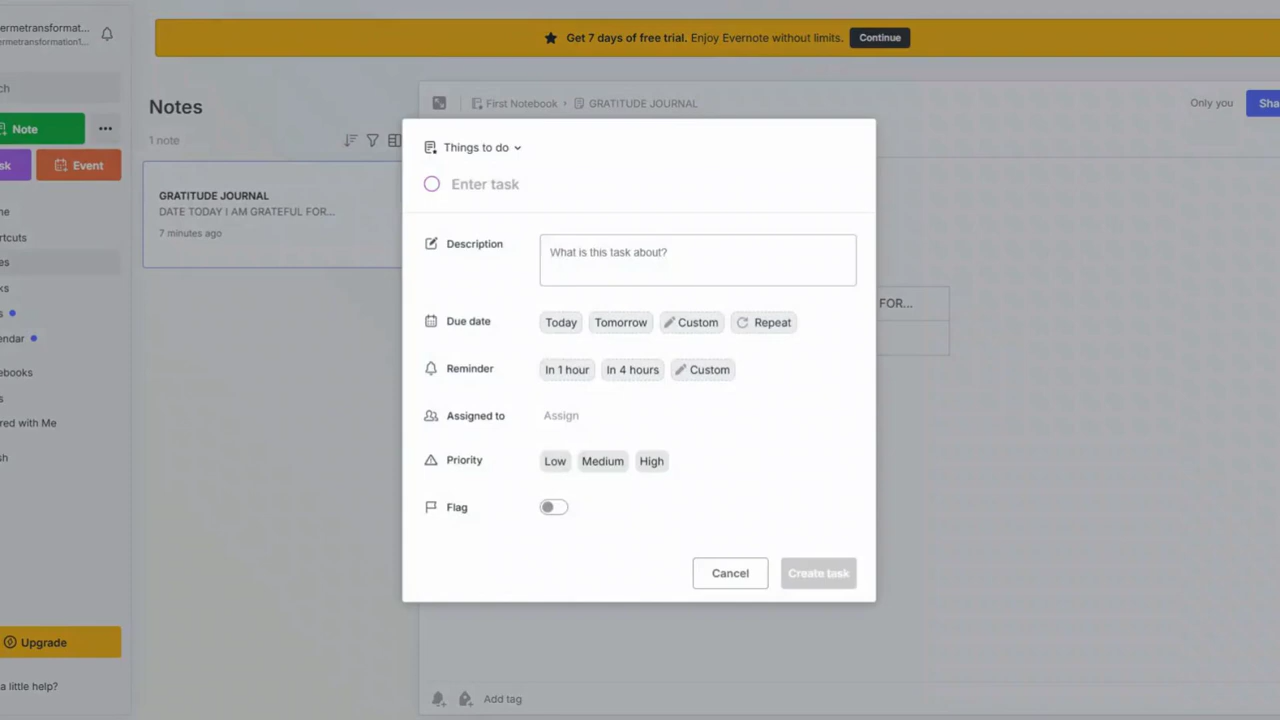 ermetransformat...
ermetransformation1...
Get 7 days of free trial. Enjoy Evernote without limits. Continue
ch
Note
sk
Event
me
rtcuts
es
ks
s
endar
ebooks
s
red with Me
sh
Upgrade
a little help?
Notes
1 note
GRATITUDE JOURNAL
DATE TODAY I AM GRATEFUL FOR...
7 minutes ago
First Notebook › GRATITUDE JOURNAL
Only you
Sha
FOR...
Things to do
Enter task
Description
What is this task about?
Due date
Today Tomorrow Custom Repeat
Reminder
In 1 hour In 4 hours Custom
Assigned to
Assign
Priority
Low Medium High
Flag
Cancel Create task
Add tag